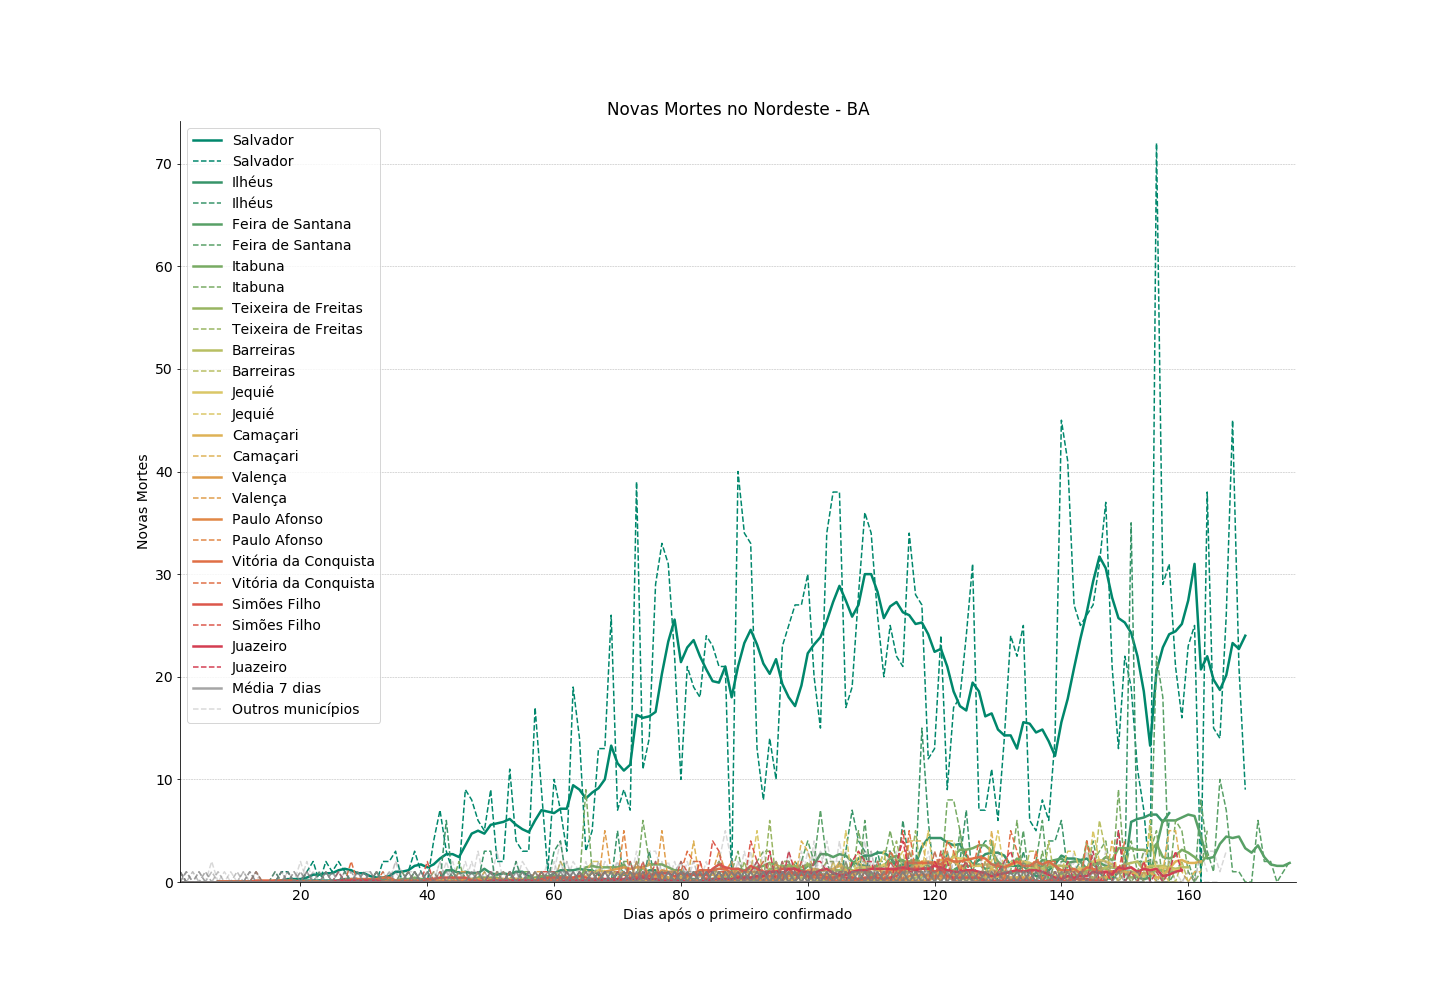 Novas Mortes no Nordeste - BA
Salvador
Salvador
Ilhéus
Ilhéus
Feira de Santana
Feira de Santana
Itabuna
Itabuna
Teixeira de Freitas
Teixeira de Freitas
Barreiras
Barreiras
Jequié
Jequié
Camaçari
Camaçari
Valença
Valença
Paulo Afonso
Paulo Afonso
Vitória da Conquista
Vitória da Conquista
Simões Filho
Simões Filho
Juazeiro
Juazeiro
Média 7 dias
Outros municípios
Novas Mortes
70
60
50
40
30
20
10
0
20 40 60 80 100 120 140 160
Dias após o primeiro confirmado